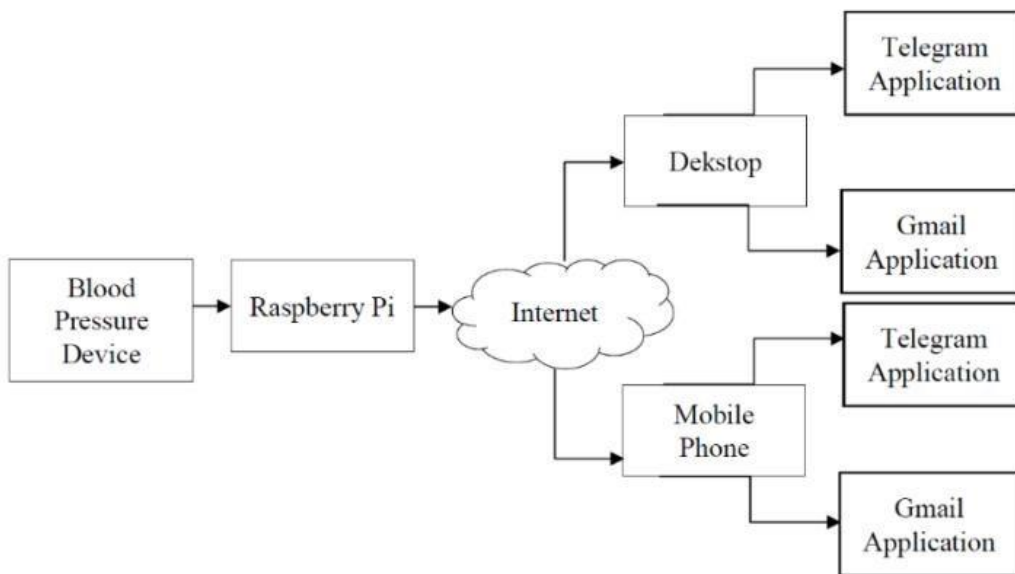 Blood
Pressure
Device
Raspberry Pi
Internet
Dekstop
Telegram
Application
Gmail
Application
Mobile
Phone
Telegram
Application
Gmail
Application